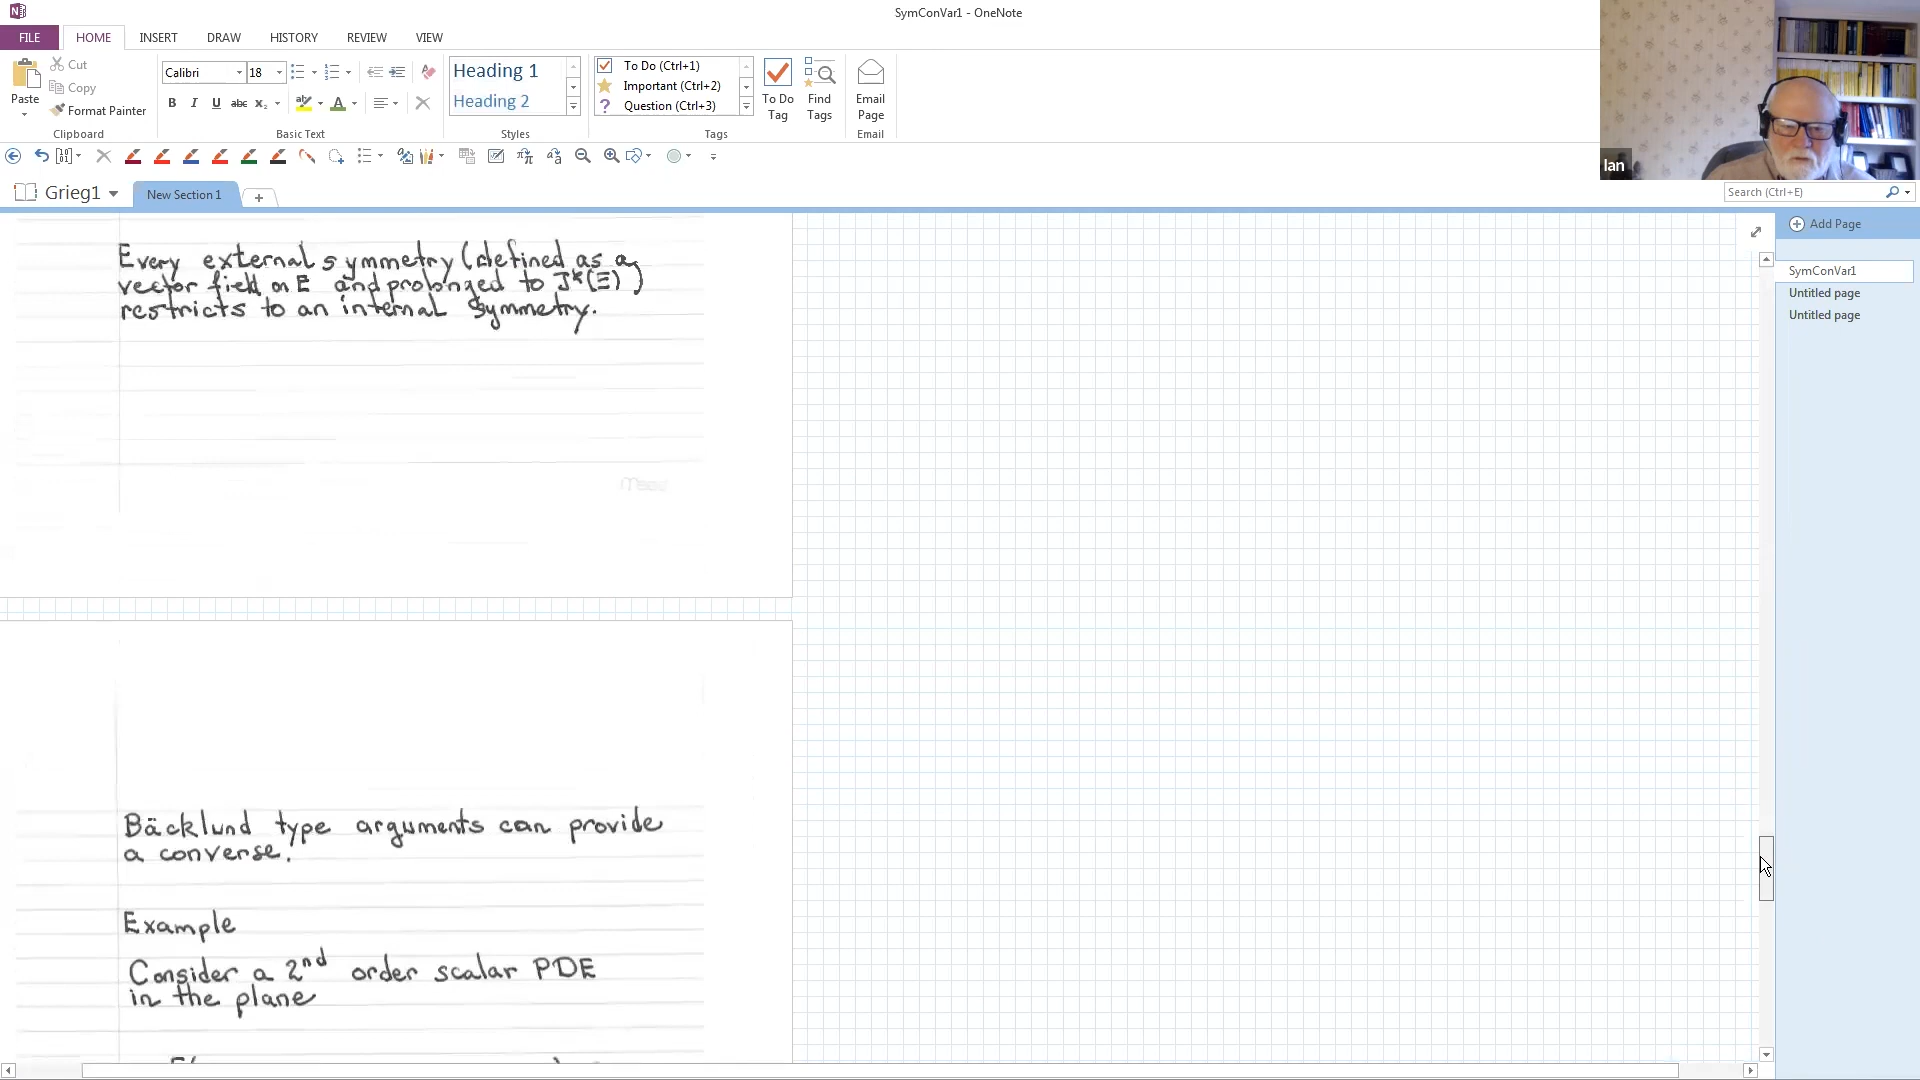 SymConVar1 - OneNote
FILE HOME INSERT DRAW HISTORY REVIEW VIEW
Cut
Copy
Format Painter
Paste
Clipboard
Calibri 18
B I U abc x₂ A
Basic Text
Heading 1
Heading 2
Styles
To Do (Ctrl+1)
Important (Ctrl+2)
Question (Ctrl+3)
Tags
To Do Tag
Find Tags
Email Page
Email
Ian
Grieg1
New Section 1
Search (Ctrl+E)
Add Page
SymConVar1
Untitled page
Untitled page
Every external symmetry (defined as a
vector field on E and prolonged to Jᵏ(E))
restricts to an internal symmetry.
Bäcklund type arguments can provide
a converse.
Example
Consider a 2nd order scalar PDE
in the plane